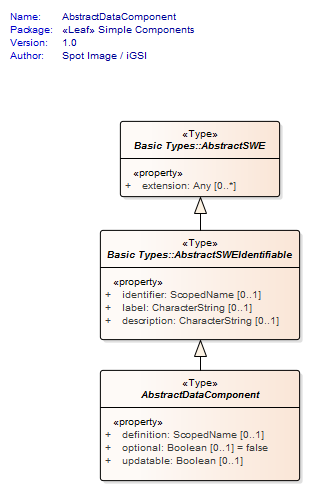 Name: AbstractDataComponent
Package: «Leaf» Simple Components
Version: 1.0
Author: Spot Image / iGSI
«Type»
Basic Types::AbstractSWE
«property»
+ extension: Any [0..*]
«Type»
Basic Types::AbstractSWEIdentifiable
«property»
+ identifier: ScopedName [0..1]
+ label: CharacterString [0..1]
+ description: CharacterString [0..1]
«Type»
AbstractDataComponent
«property»
+ definition: ScopedName [0..1]
+ optional: Boolean [0..1] = false
+ updatable: Boolean [0..1]